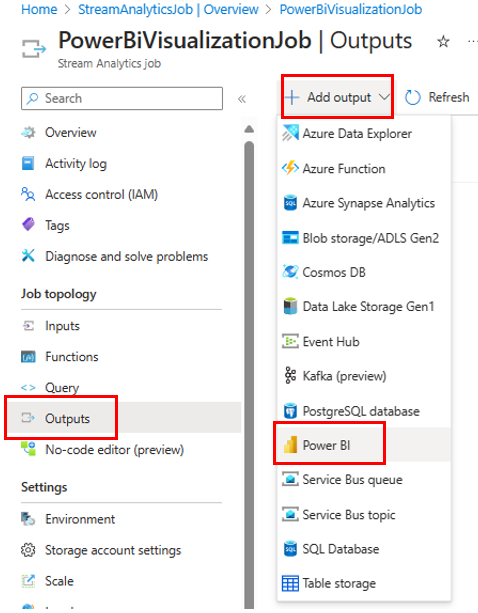 Home > StreamAnalyticsJob | Overview > PowerBiVisualizationJob
PowerBiVisualizationJob | Outputs
Stream Analytics job
Search
Overview
Activity log
Access control (IAM)
Tags
Diagnose and solve problems
Job topology
Inputs
Functions
Query
Outputs
No-code editor (preview)
Settings
Environment
Storage account settings
Scale
Add output
Refresh
Azure Data Explorer
Azure Function
Azure Synapse Analytics
Blob storage/ADLS Gen2
Cosmos DB
Data Lake Storage Gen1
Event Hub
Kafka (preview)
PostgreSQL database
Power BI
Service Bus queue
Service Bus topic
SQL Database
Table storage